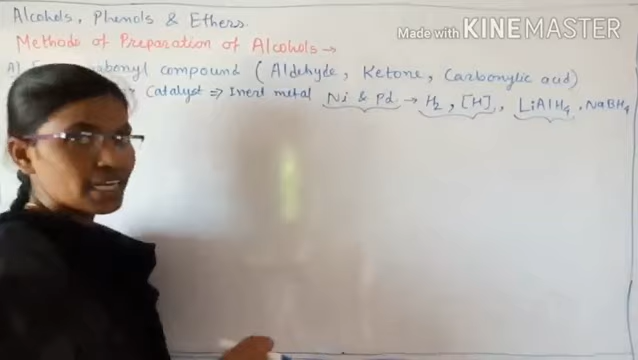 Alcohols, Phenols & Ethers.
Made with KINEMASTER
Methods of Preparation of Alcohols →
A) compound (Aldehyde, Ketone, Carbonylic acid)
Catalyst ⇒ Inert metal Ni & Pd. → H2, [H], LiAlH4, NaBH4